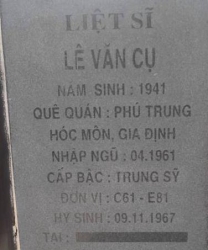 LIỆT SĨ
LÊ VĂN CỤ
NĂM SINH : 1941
QUÊ QUÁN : PHÚ TRUNG
HÓC MÔN, GIA ĐỊNH
NHẬP NGŨ : 04.1961
CẤP BẬC : TRUNG SỸ
ĐƠN VỊ : C61 - E81
HY SINH : 09.11.1967
TẠI :